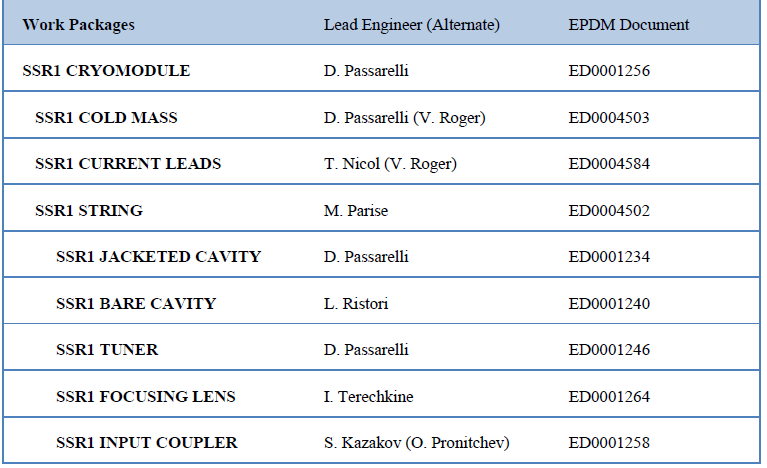 Work Packages Lead Engineer (Alternate) EPDM Document
SSR1 CRYOMODULE D. Passarelli ED0001256
SSR1 COLD MASS D. Passarelli (V. Roger) ED0004503
SSR1 CURRENT LEADS T. Nicol (V. Roger) ED0004584
SSR1 STRING M. Parise ED0004502
SSR1 JACKETED CAVITY D. Passarelli ED0001234
SSR1 BARE CAVITY L. Ristori ED0001240
SSR1 TUNER D. Passarelli ED0001246
SSR1 FOCUSING LENS I. Terechkine ED0001264
SSR1 INPUT COUPLER S. Kazakov (O. Pronitchev) ED0001258